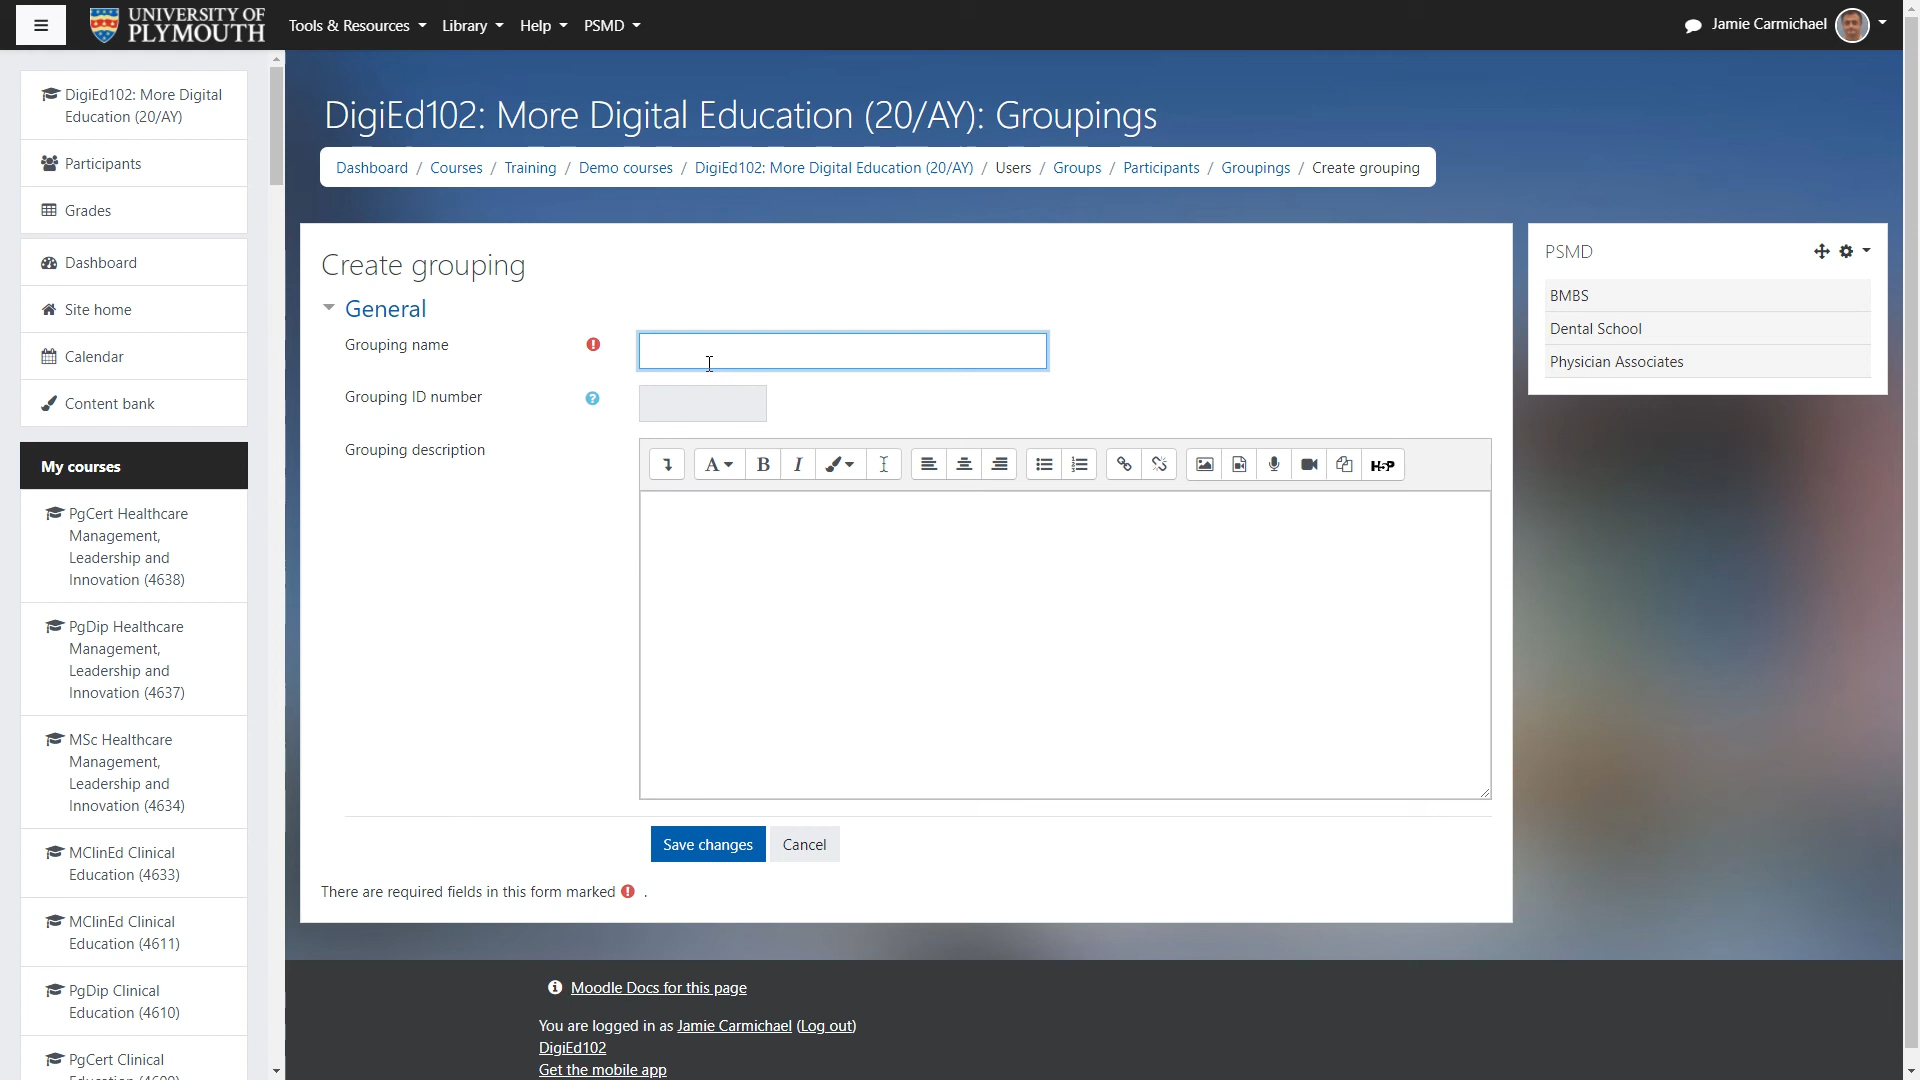 UNIVERSITY OF
PLYMOUTH
Tools & Resources
Library
Help
PSMD
Jamie Carmichael
DigiEd102: More Digital
Education (20/AY)
Participants
Grades
Dashboard
Site home
Calendar
Content bank
My courses
PgCert Healthcare
Management,
Leadership and
Innovation (4638)
PgDip Healthcare
Management,
Leadership and
Innovation (4637)
MSc Healthcare
Management,
Leadership and
Innovation (4634)
MClinEd Clinical
Education (4633)
MClinEd Clinical
Education (4611)
PgDip Clinical
Education (4610)
PgCert Clinical
DigiEd102: More Digital Education (20/AY): Groupings
Dashboard / Courses / Training / Demo courses / DigiEd102: More Digital Education (20/AY) / Users / Groups / Participants / Groupings / Create grouping
Create grouping
General
Grouping name
Grouping ID number
Grouping description
A B I
H5P
Save changes
Cancel
There are required fields in this form marked .
PSMD
BMBS
Dental School
Physician Associates
Moodle Docs for this page
You are logged in as Jamie Carmichael (Log out)
DigiEd102
Get the mobile app